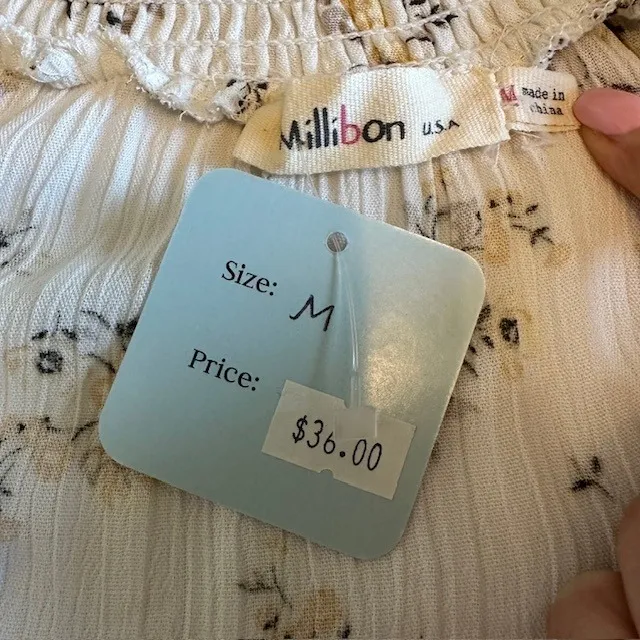 Millibon U.S.A
M
made in
china
Size: M
Price:
$36.00